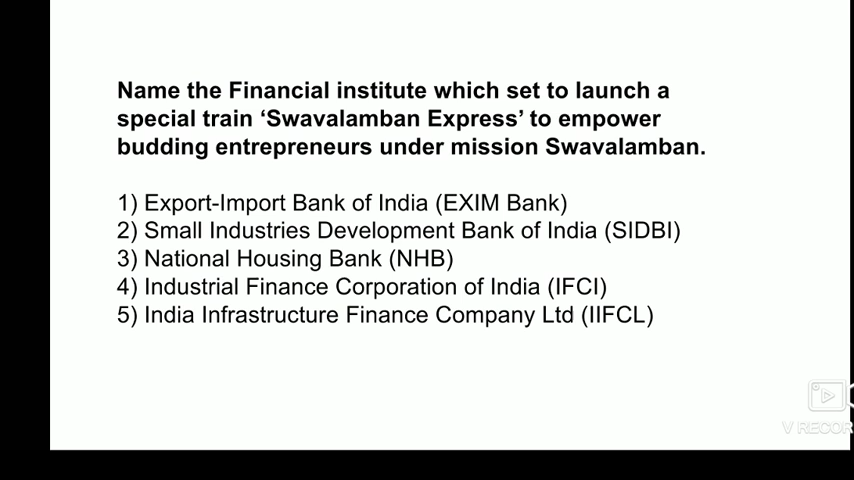 Name the Financial institute which set to launch a
special train ‘Swavalamban Express’ to empower
budding entrepreneurs under mission Swavalamban.
1) Export-Import Bank of India (EXIM Bank)
2) Small Industries Development Bank of India (SIDBI)
3) National Housing Bank (NHB)
4) Industrial Finance Corporation of India (IFCI)
5) India Infrastructure Finance Company Ltd (IIFCL)
V RECOR